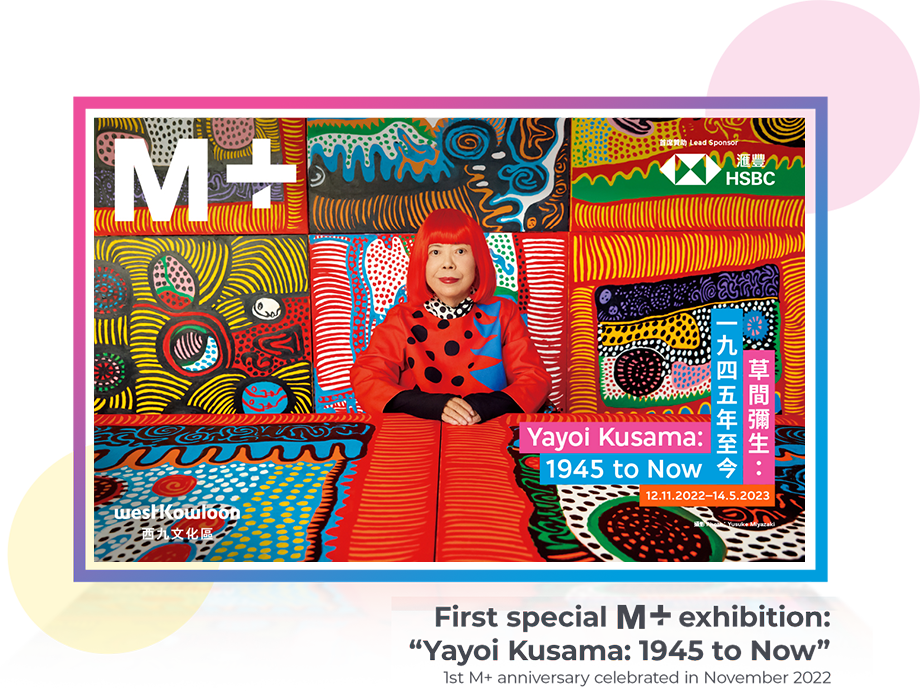 M+
首席贊助 Lead Sponsor
滙豐
HSBC
一九四五年至今
草間彌生：
Yayoi Kusama:
1945 to Now
12.11.2022–14.5.2023
westKowloon
西九文化區
攝影 Photo: Yusuke Miyazaki
First special M+ exhibition:
“Yayoi Kusama: 1945 to Now”
1st M+ anniversary celebrated in November 2022